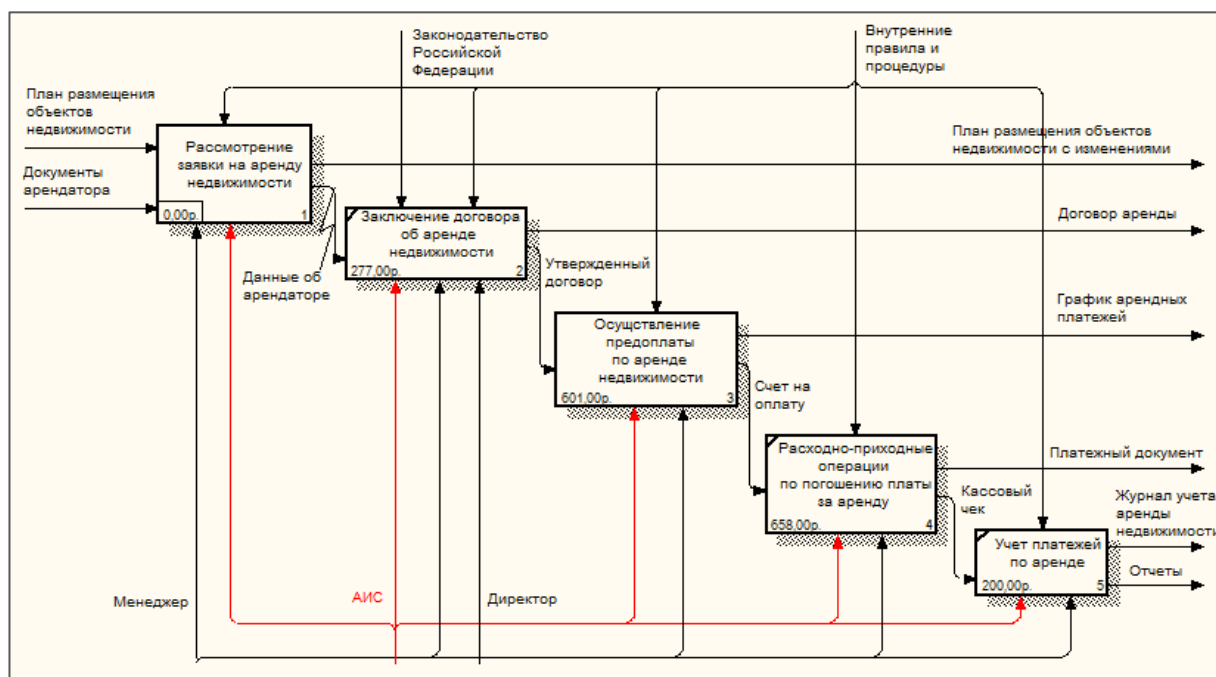 Законодательство
Российской
Федерации
Внутренние
правила и
процедуры
План размещения
объектов
недвижимости
Документы
арендатора
Рассмотрение
заявки на аренду
недвижимости
0,00р.
1
План размещения объектов
недвижимости с изменениями
Данные об
арендаторе
Заключение договора
об аренде
недвижимости
277,00р.
2
Договор аренды
Утвержденный
договор
Осуществление
предоплаты
по аренде
недвижимости
601,00р.
3
График арендных
платежей
Счет на
оплату
Расходно-приходные
операции
по погошению платы
за аренду
658,00р.
4
Платежный документ
Кассовый
чек
Журнал учета
аренды
недвижимости
Учет платежей
по аренде
200,00р.
5
Отчеты
Менеджер
АИС
Директор